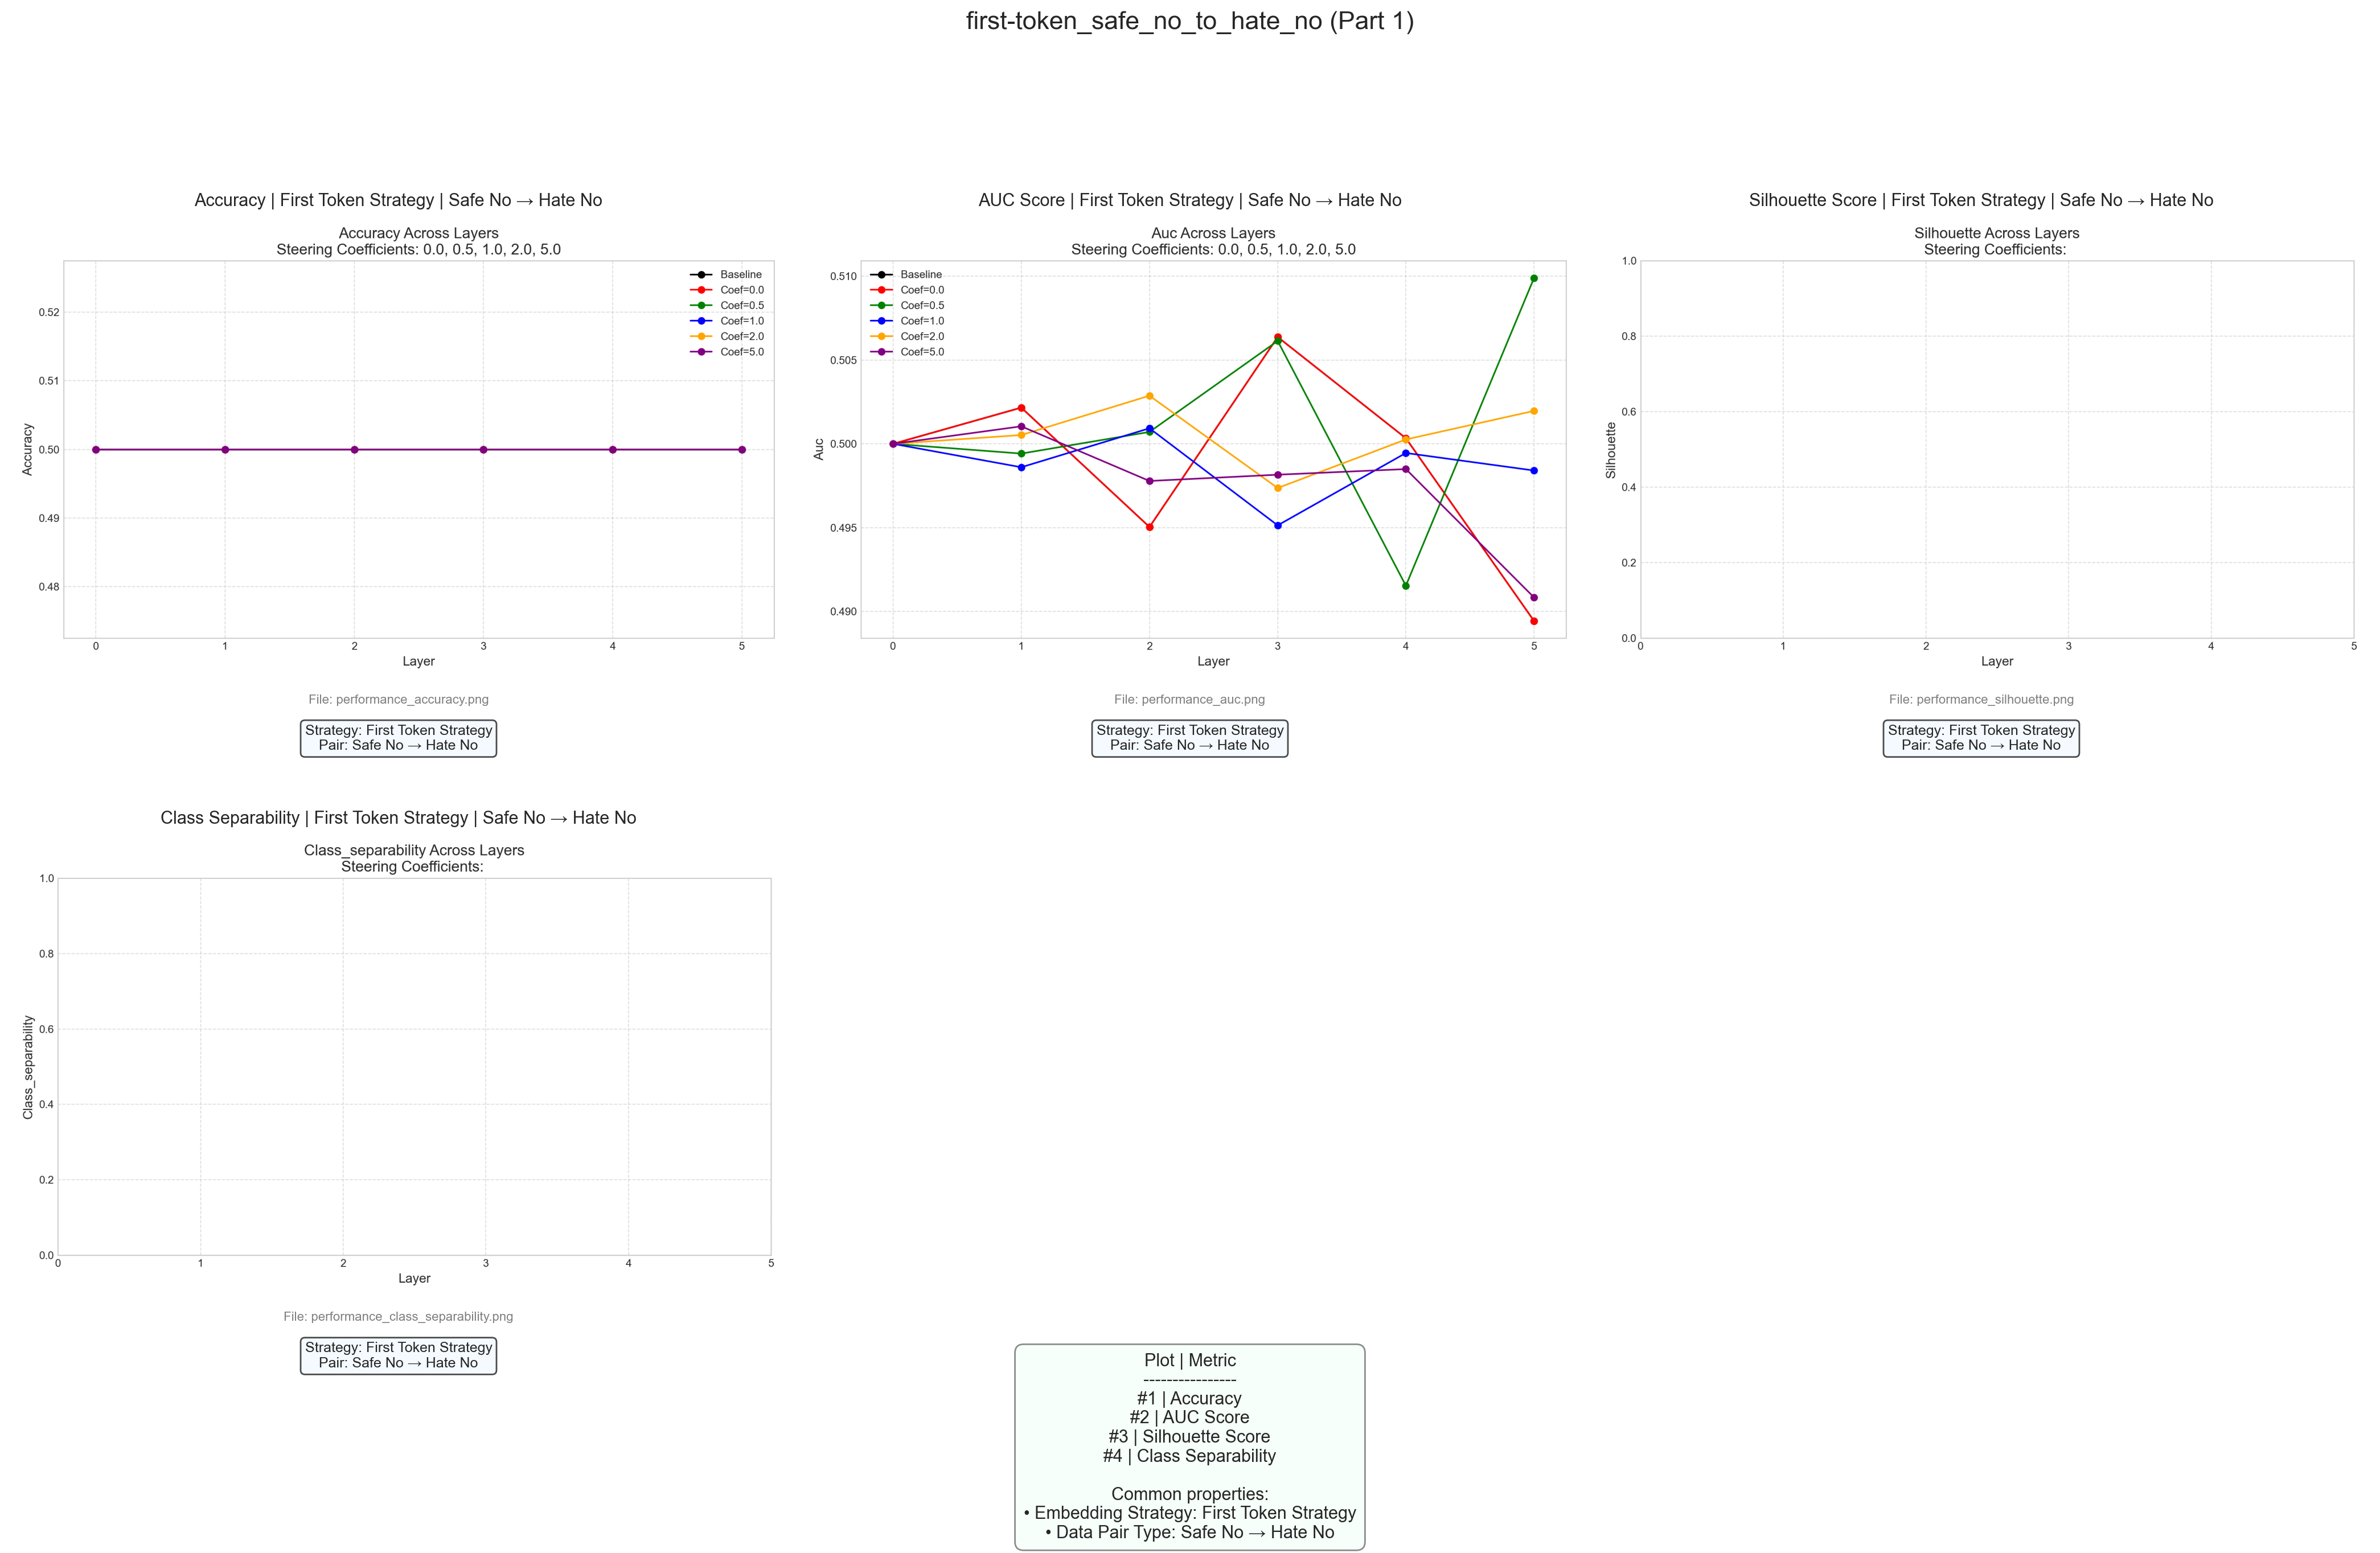 first-token_safe_no_to_hate_no (Part 1)
Accuracy | First Token Strategy | Safe No → Hate No
Accuracy Across Layers
Steering Coefficients: 0.0, 0.5, 1.0, 2.0, 5.0
Baseline
Coef=0.0
Coef=0.5
Coef=1.0
Coef=2.0
Coef=5.0
0.52
0.51
0.50
0.49
0.48
Accuracy
0 1 2 3 4 5
Layer
File: performance_accuracy.png
Strategy: First Token Strategy
Pair: Safe No → Hate No
AUC Score | First Token Strategy | Safe No → Hate No
Auc Across Layers
Steering Coefficients: 0.0, 0.5, 1.0, 2.0, 5.0
Baseline
Coef=0.0
Coef=0.5
Coef=1.0
Coef=2.0
Coef=5.0
0.510
0.505
0.500
0.495
0.490
Auc
0 1 2 3 4 5
Layer
File: performance_auc.png
Strategy: First Token Strategy
Pair: Safe No → Hate No
Silhouette Score | First Token Strategy | Safe No → Hate No
Silhouette Across Layers
Steering Coefficients:
1.0
0.8
0.6
0.4
0.2
0.0
Silhouette
0 1 2 3 4 5
Layer
File: performance_silhouette.png
Strategy: First Token Strategy
Pair: Safe No → Hate No
Class Separability | First Token Strategy | Safe No → Hate No
Class_separability Across Layers
Steering Coefficients:
1.0
0.8
0.6
0.4
0.2
0.0
Class_separability
0 1 2 3 4 5
Layer
File: performance_class_separability.png
Strategy: First Token Strategy
Pair: Safe No → Hate No
Plot | Metric
----------------
#1 | Accuracy
#2 | AUC Score
#3 | Silhouette Score
#4 | Class Separability
Common properties:
• Embedding Strategy: First Token Strategy
• Data Pair Type: Safe No → Hate No